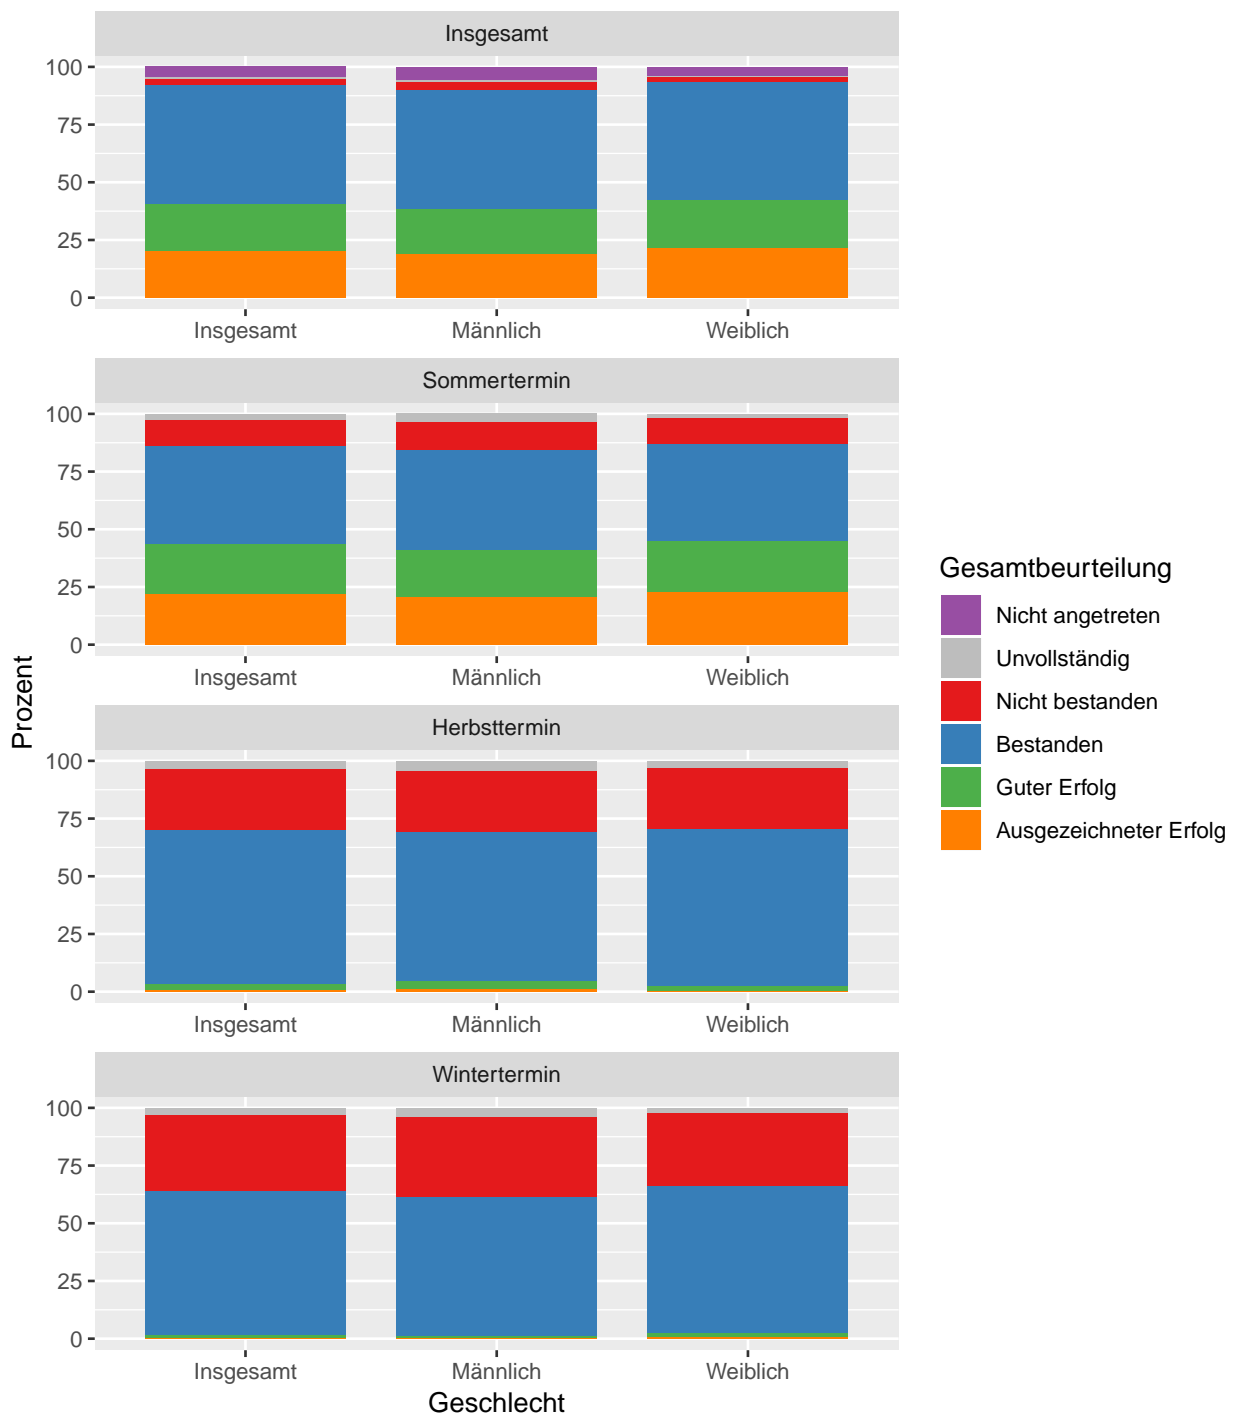 Insgesamt
100
75
50
25
0
Insgesamt Männlich Weiblich
Sommertermin
100
75
50
25
0
Insgesamt Männlich Weiblich
Herbsttermin
100
75
50
25
0
Insgesamt Männlich Weiblich
Wintertermin
100
75
50
25
0
Insgesamt Männlich Weiblich
Geschlecht
Prozent
Gesamtbeurteilung
Nicht angetreten
Unvollständig
Nicht bestanden
Bestanden
Guter Erfolg
Ausgezeichneter Erfolg